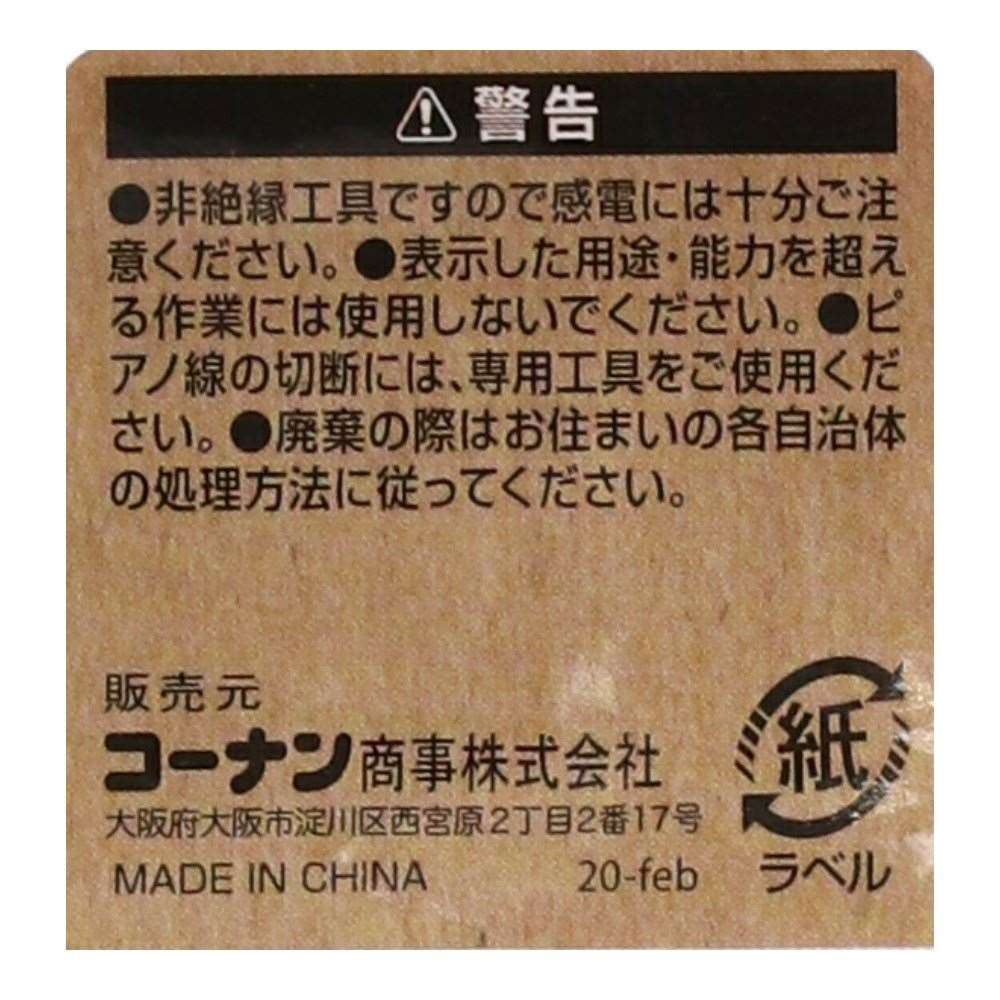 警告
●非絶縁工具ですので感電には十分ご注
意ください。●表示した用途・能力を超え
る作業には使用しないでください。●ピ
アノ線の切断には、専用工具をご使用くだ
さい。●廃棄の際はお住まいの各自治体
の処理方法に従ってください。
販売元
コーナン商事株式会社
大阪府大阪市淀川区西宮原2丁目2番17号
MADE IN CHINA 20-feb
紙
ラベル